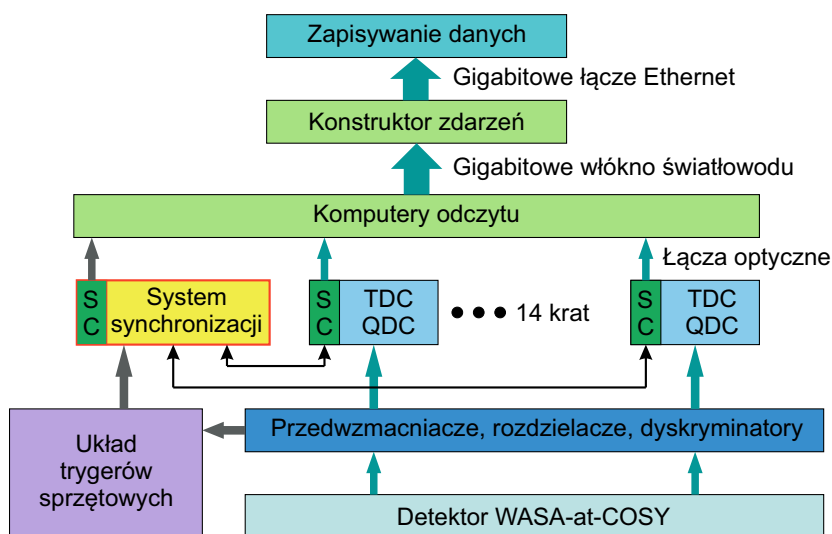 Zapisywanie danych
Gigabitowe łącze Ethernet
Konstruktor zdarzeń
Gigabitowe włókno światłowodu
Komputery odczytu
Łącza optyczne
S
C
System
synchronizacji
S
C
TDC
QDC
14 krat
S
C
TDC
QDC
Układ
trygerów
sprzętowych
Przedwzmacniacze, rozdzielacze, dyskryminatory
Detektor WASA-at-COSY